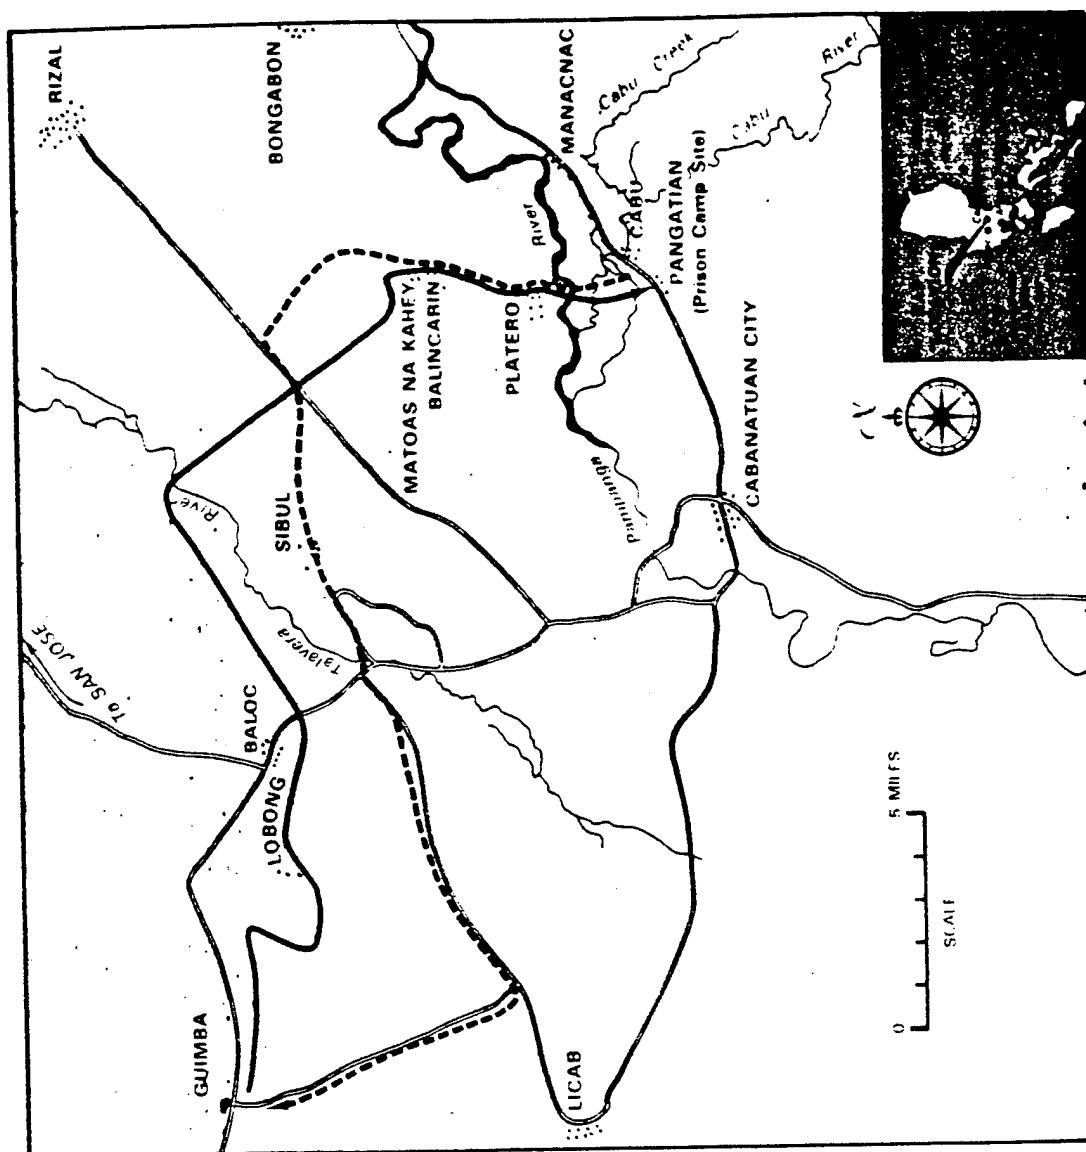 RIZAL
To SAN JOSE
GUIMBA
River
BALOC
LOBONG
BONGABON
SIBUL
Talavera
MATOAS NA KAHEY
BALINCARIN
PLATERO
Pampanga River
MANACNAC
LICAB
Cabu Creek
CABU
PANGATIAN
(Prison Camp Site)
Cabu River
CABANATUAN CITY
N
0 5 MILES
SCALE